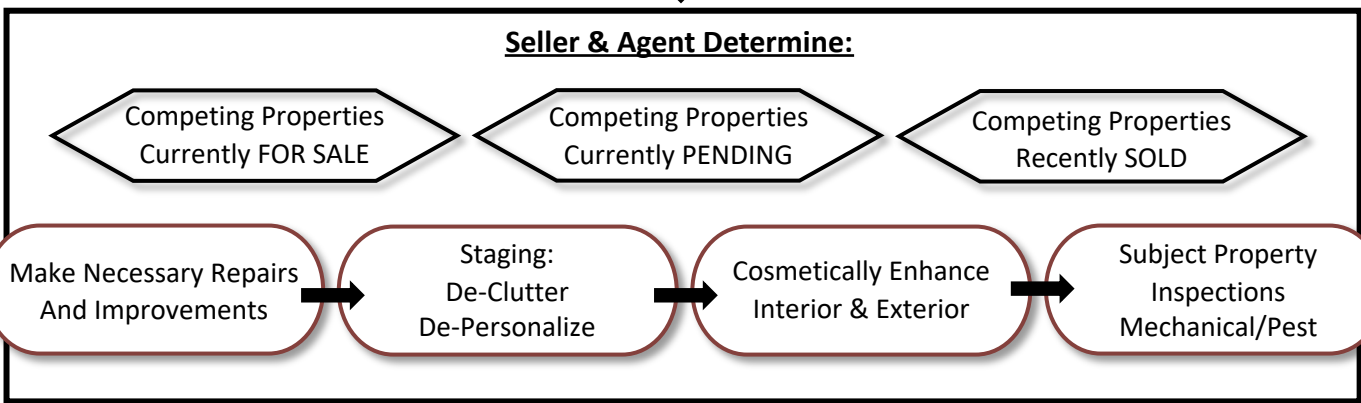 Seller & Agent Determine:
Competing Properties
Currently FOR SALE
Competing Properties
Currently PENDING
Competing Properties
Recently SOLD
Make Necessary Repairs
And Improvements
Staging:
De-Clutter
De-Personalize
Cosmetically Enhance
Interior & Exterior
Subject Property
Inspections
Mechanical/Pest